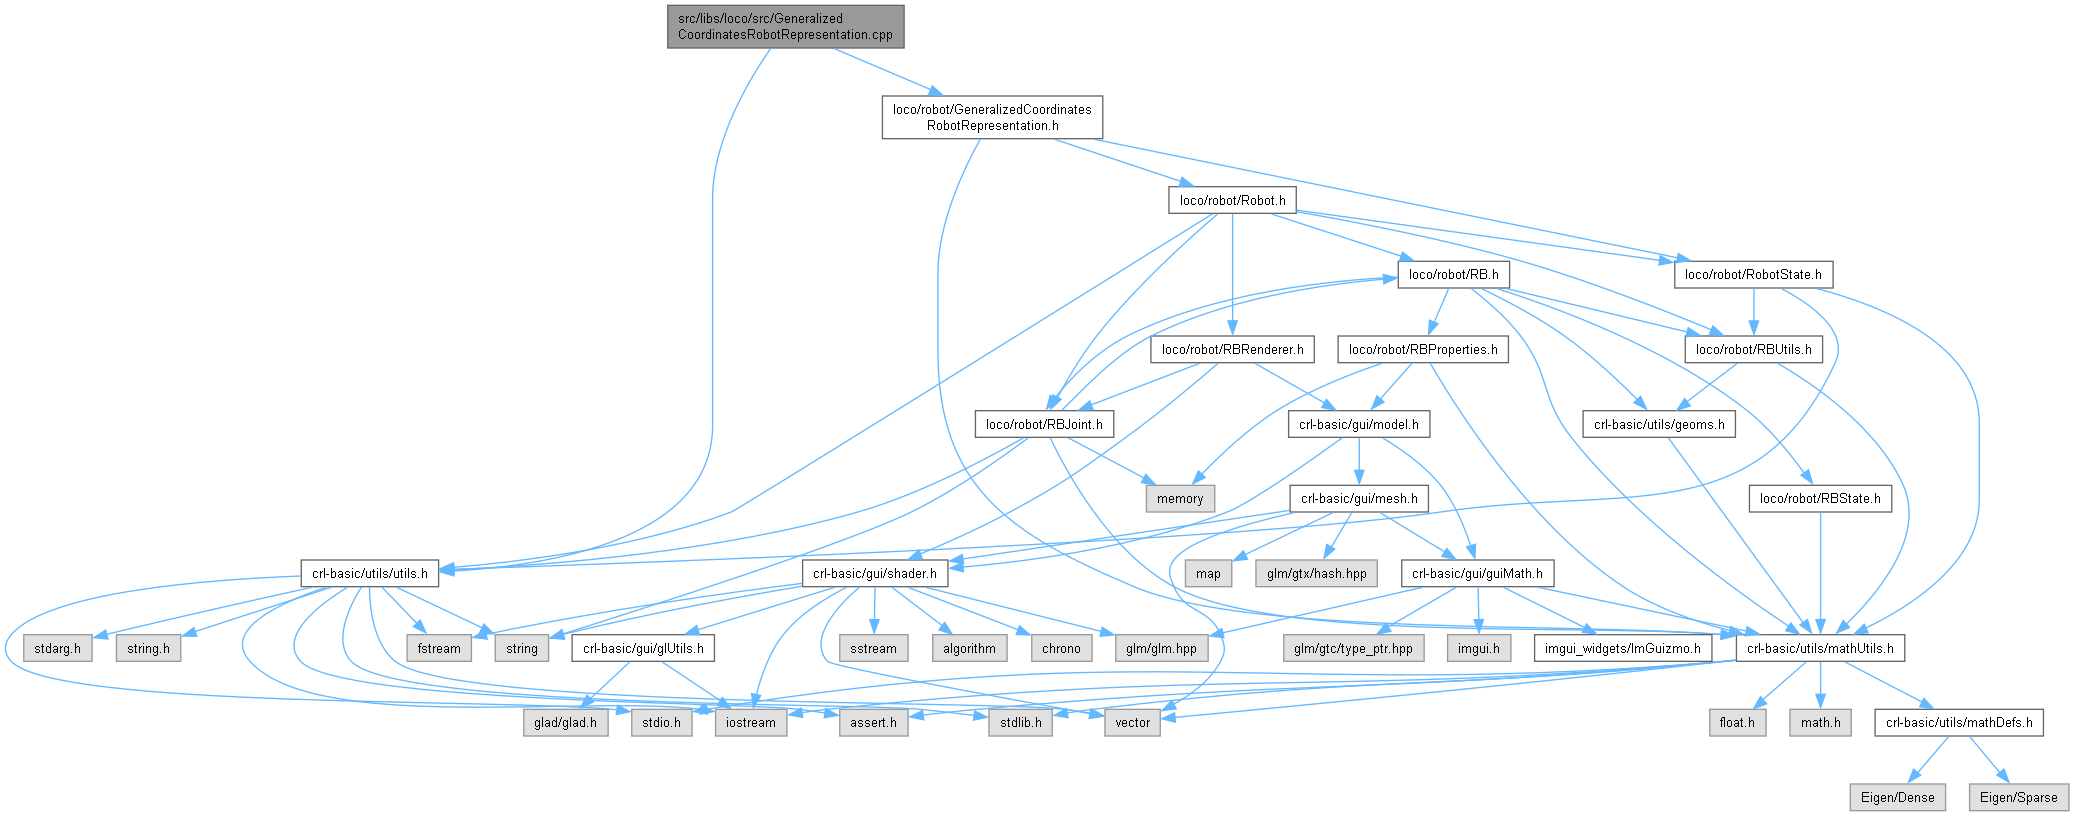 src/libs/loco/src/Generalized
CoordinatesRobotRepresentation.cpp
loco/robot/GeneralizedCoordinates
RobotRepresentation.h
loco/robot/Robot.h
loco/robot/RB.h
loco/robot/RobotState.h
loco/robot/RBRenderer.h
loco/robot/RBProperties.h
loco/robot/RBUtils.h
loco/robot/RBJoint.h
crl-basic/gui/model.h
crl-basic/utils/geoms.h
memory
crl-basic/gui/mesh.h
loco/robot/RBState.h
crl-basic/utils/utils.h
crl-basic/gui/shader.h
map
glm/gtx/hash.hpp
crl-basic/gui/guiMath.h
stdarg.h
string.h
fstream
string
crl-basic/gui/glUtils.h
sstream
algorithm
chrono
glm/glm.hpp
glm/gtc/type_ptr.hpp
imgui.h
imgui_widgets/ImGuizmo.h
crl-basic/utils/mathUtils.h
glad/glad.h
stdio.h
iostream
assert.h
stdlib.h
vector
float.h
math.h
crl-basic/utils/mathDefs.h
Eigen/Dense
Eigen/Sparse